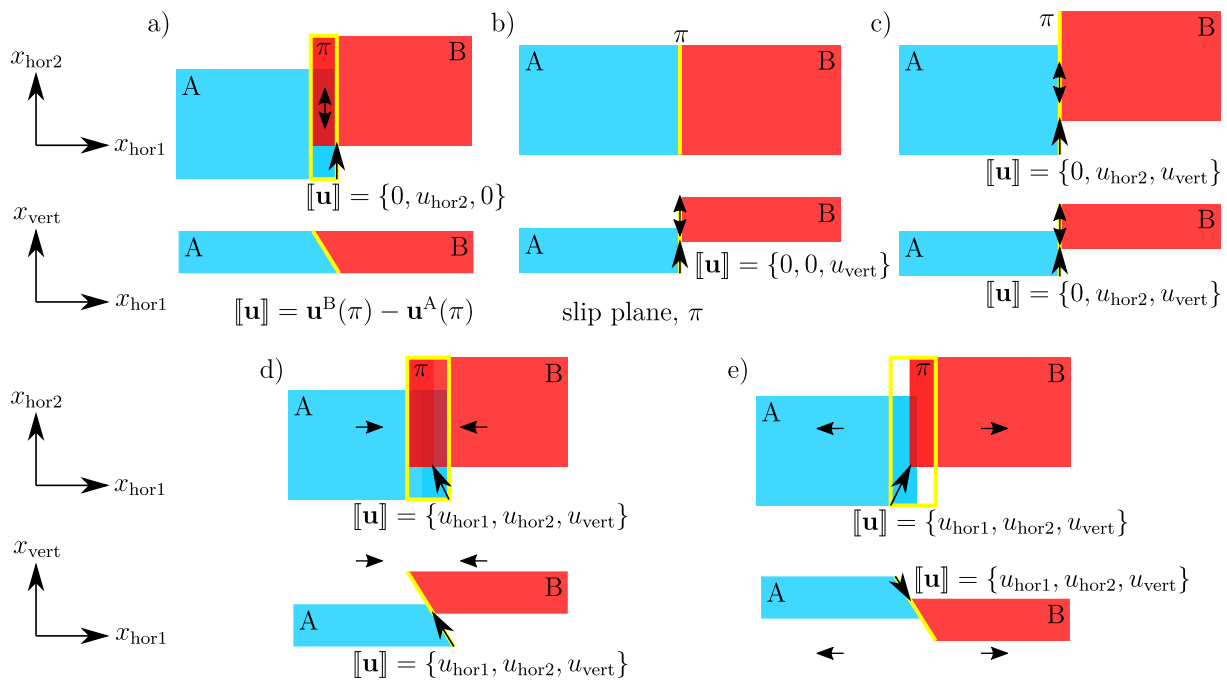 a)
x_hor2
x_hor1
A
π
B
⟦u⟧ = {0, u_hor2, 0}
x_vert
x_hor1
A
B
⟦u⟧ = u^B(π) − u^A(π)
b)
π
A
B
A
B
⟦u⟧ = {0, 0, u_vert}
slip plane, π
c)
π
A
B
⟦u⟧ = {0, u_hor2, u_vert}
A
B
⟦u⟧ = {0, u_hor2, u_vert}
d)
x_hor2
x_hor1
A
π
B
⟦u⟧ = {u_hor1, u_hor2, u_vert}
x_vert
x_hor1
A
B
⟦u⟧ = {u_hor1, u_hor2, u_vert}
e)
A
π
B
⟦u⟧ = {u_hor1, u_hor2, u_vert}
⟦u⟧ = {u_hor1, u_hor2, u_vert}
A
B